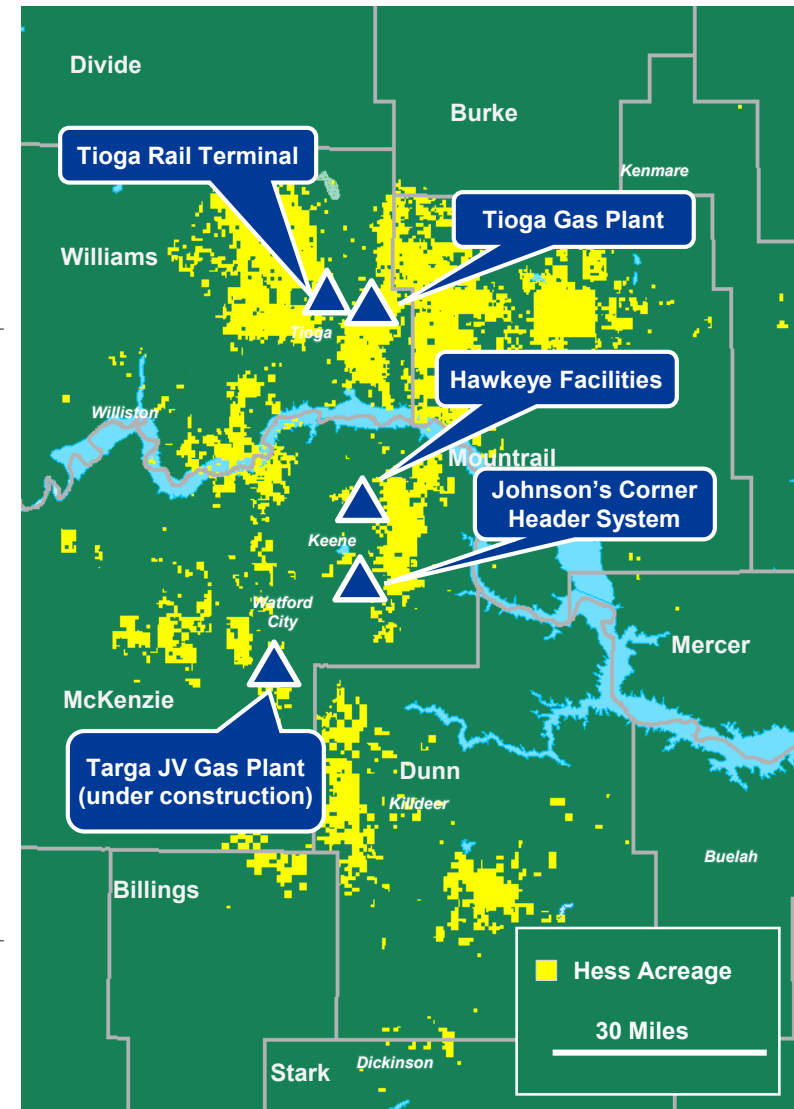 Divide
Burke
Tioga Rail Terminal
Kenmare
Tioga Gas Plant
Williams
Tioga
Hawkeye Facilities
Williston
Mountrail
Johnson's Corner
Header System
Keene
Watford
City
Mercer
McKenzie
Targa JV Gas Plant
(under construction)
Dunn
Killdeer
Buelah
Billings
Hess Acreage
30 Miles
Stark
Dickinson